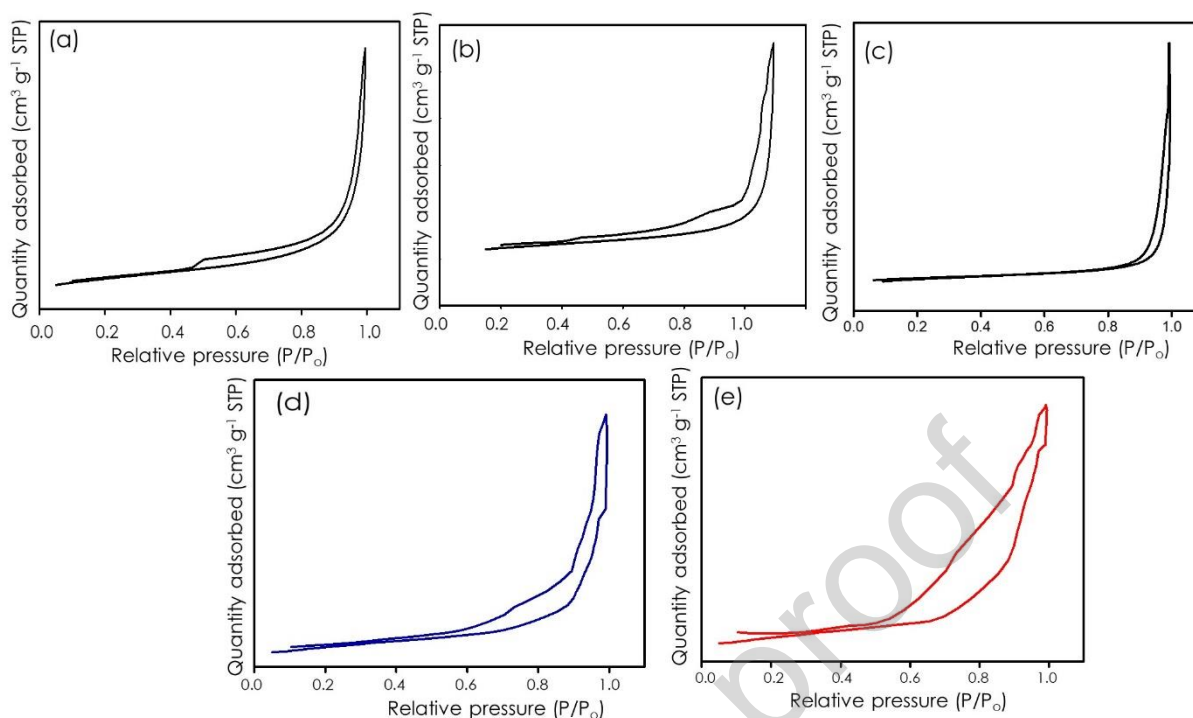 (a)
Quantity adsorbed (cm³ g⁻¹ STP)
0.0 0.2 0.4 0.6 0.8 1.0
Relative pressure (P/Pₒ)
(b)
Quantity adsorbed (cm³ g⁻¹ STP)
0.0 0.2 0.4 0.6 0.8 1.0
Relative pressure (P/Pₒ)
(c)
Quantity adsorbed (cm³ g⁻¹ STP)
0.0 0.2 0.4 0.6 0.8 1.0
Relative pressure (P/Pₒ)
(d)
Quantity adsorbed (cm³ g⁻¹ STP)
0.0 0.2 0.4 0.6 0.8 1.0
Relative pressure (P/Pₒ)
(e)
Quantity adsorbed (cm³ g⁻¹ STP)
0.0 0.2 0.4 0.6 0.8 1.0
Relative pressure (P/Pₒ)
proof